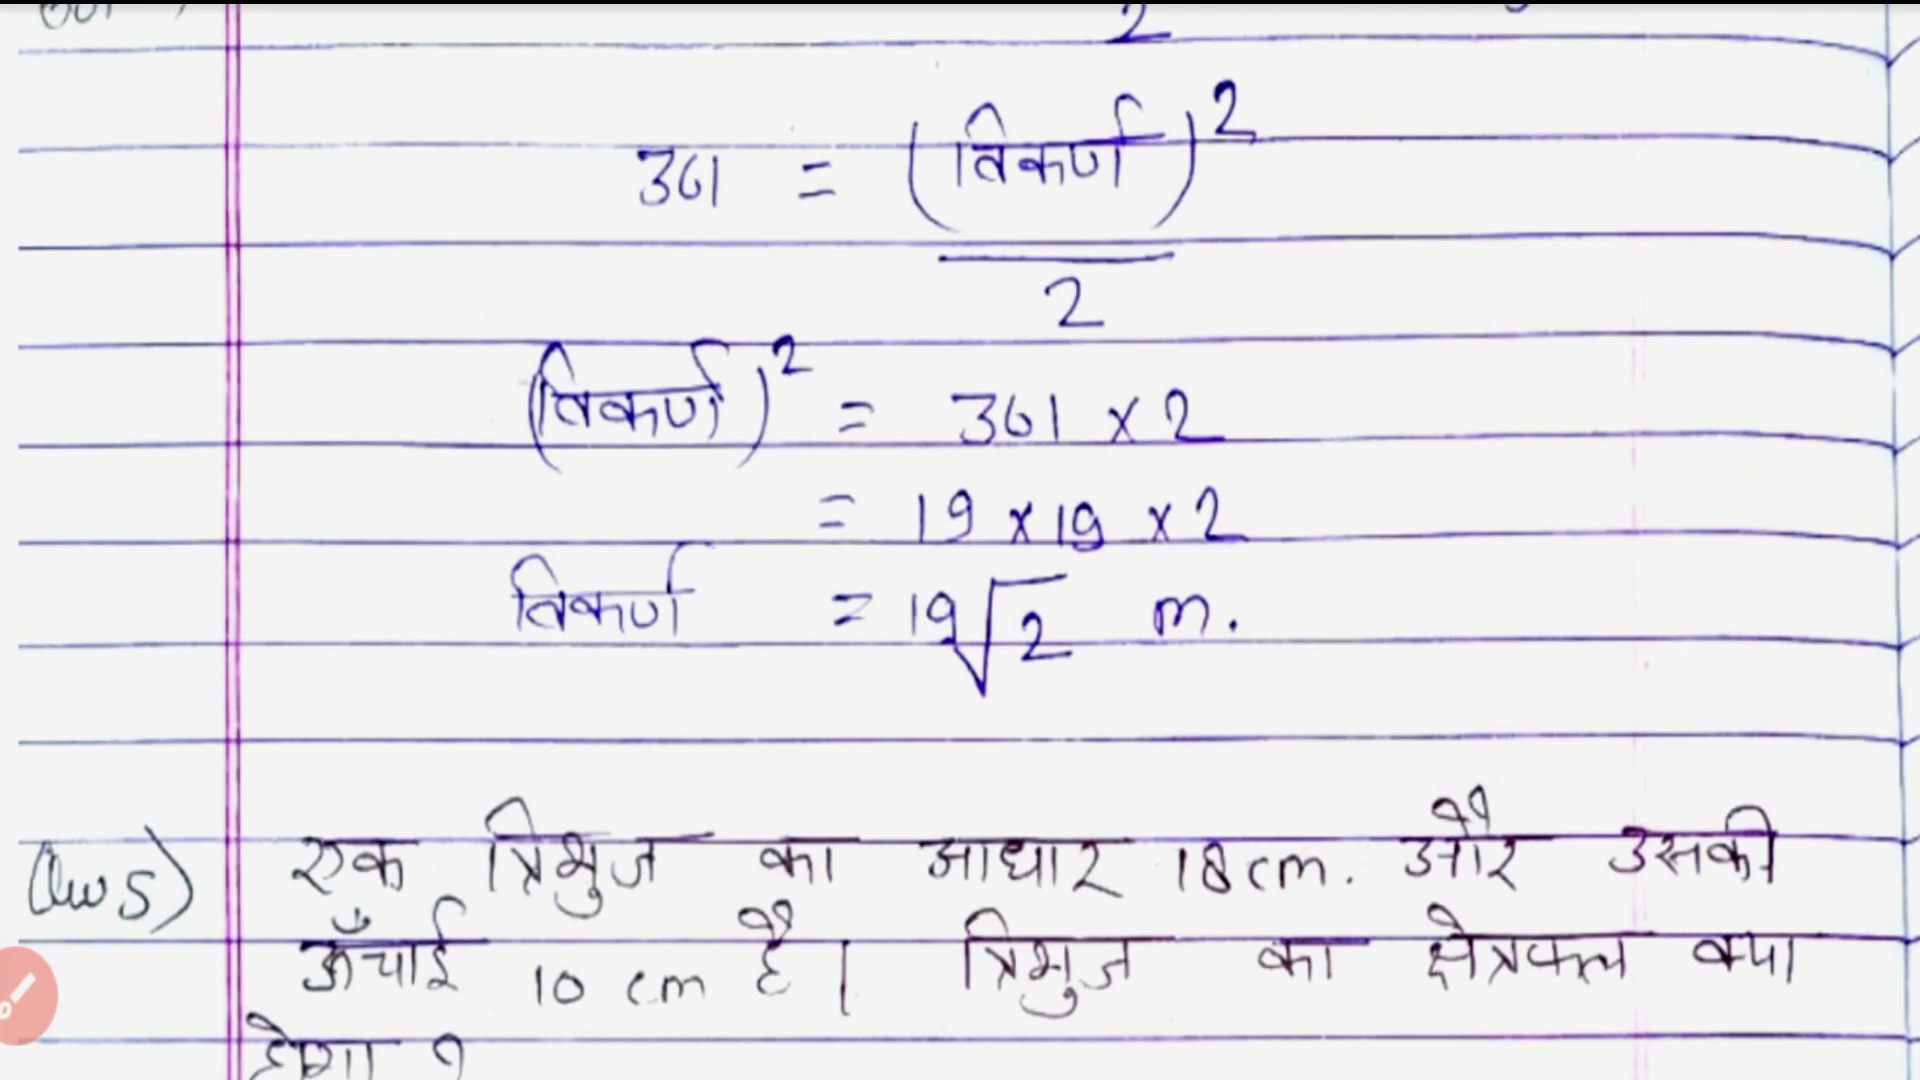 2
361 = (विकर्ण)²
2
(विकर्ण)² = 361 × 2
= 19 × 19 × 2
विकर्ण = 19√2 m.
एक त्रिभुज का आधार 18 cm. और उसकी
ऊँचाई 10 cm है। त्रिभुज का क्षेत्रफल क्या
होगा ?